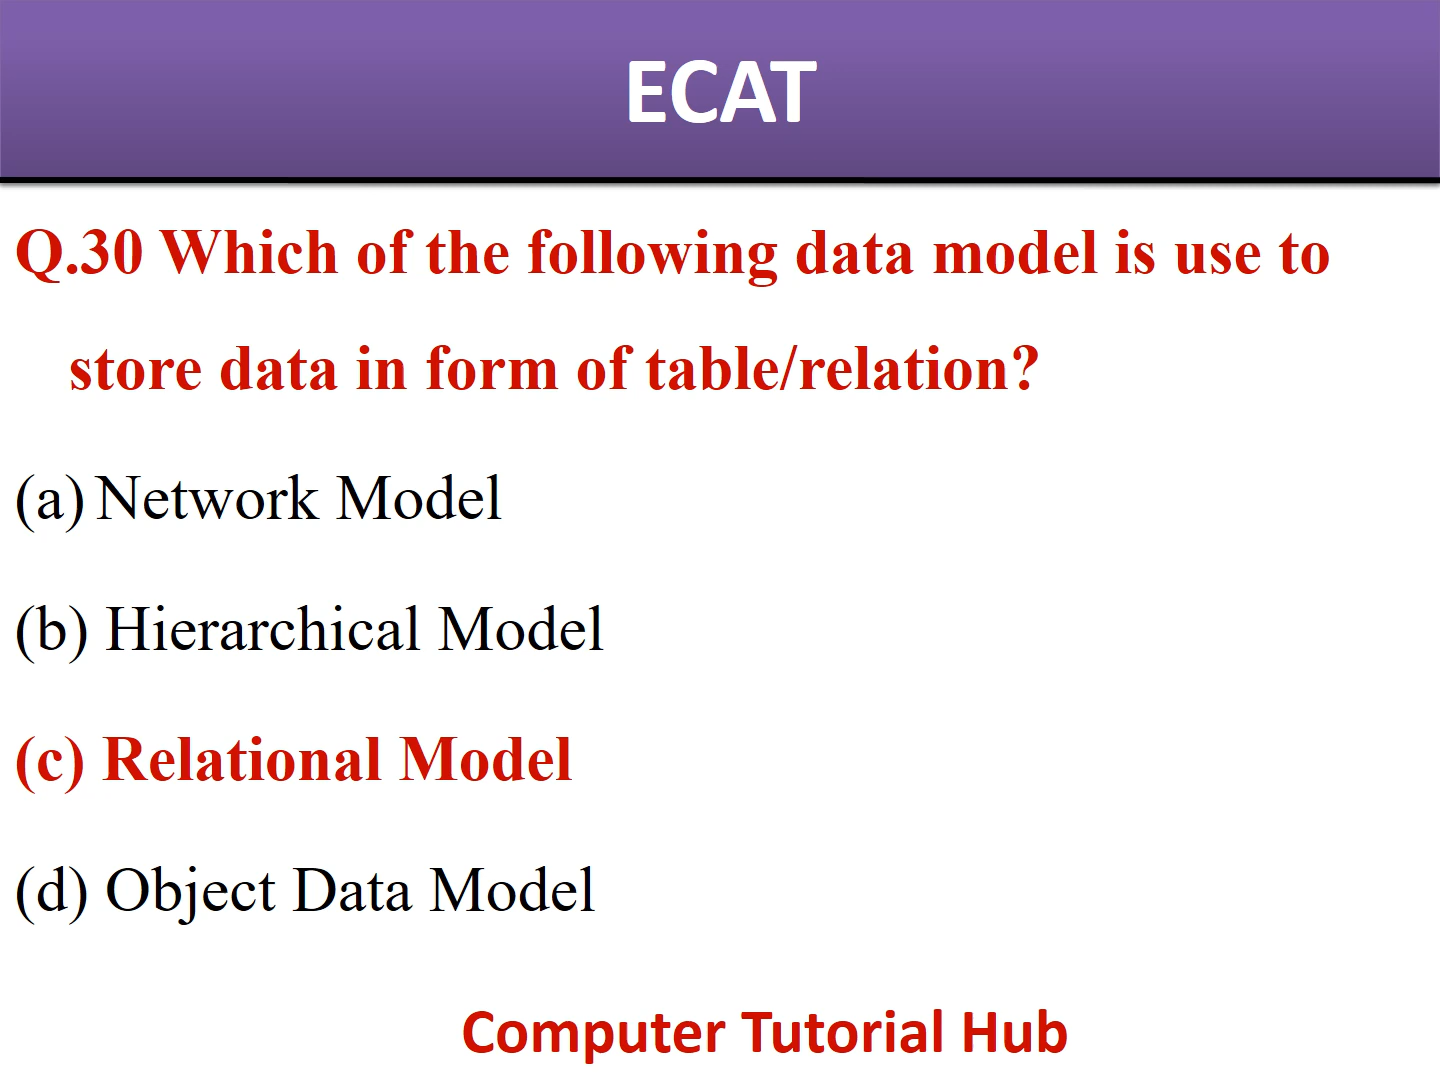 ECAT
Q.30 Which of the following data model is use to
store data in form of table/relation?
(a) Network Model
(b) Hierarchical Model
(c) Relational Model
(d) Object Data Model
Computer Tutorial Hub